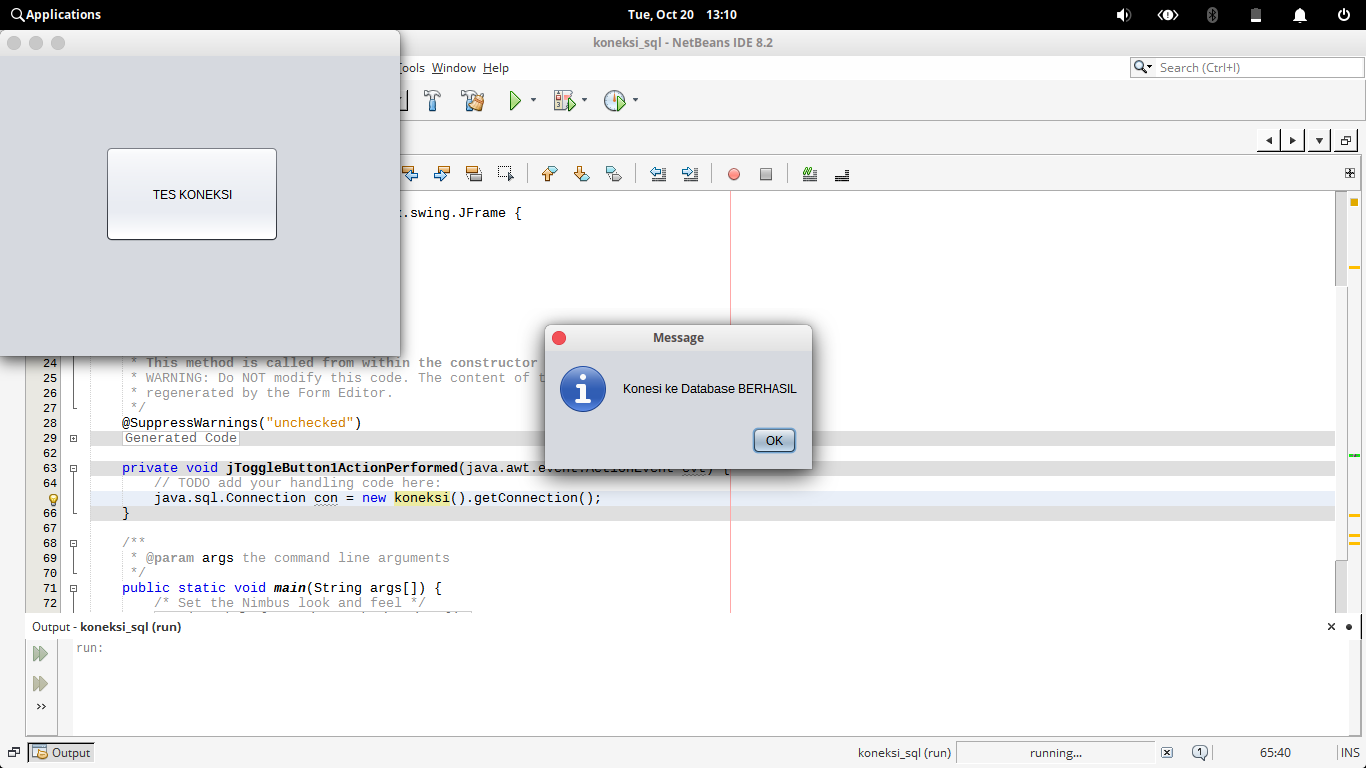 Applications
Tue, Oct 20 13:10
koneksi_sql - NetBeans IDE 8.2
Window Help
Search (Ctrl+I)
TES KONEKSI
.swing.JFrame {
24 * This method is called from within the constructor
25 * WARNING: Do NOT modify this code. The content of
26 * regenerated by the Form Editor.
27 */
28 @SuppressWarnings("unchecked")
29 Generated Code
62
63 private void jToggleButton1ActionPerformed(java.awt.event.ActionEvent evt) {
64 // TODO add your handling code here:
java.sql.Connection con = new koneksi().getConnection();
66 }
67
68 /**
69 * @param args the command line arguments
70 */
71 public static void main(String args[]) {
72 /* Set the Nimbus look and feel */
Message
Konesi ke Database BERHASIL
OK
Output - koneksi_sql (run)
run:
Output
koneksi_sql (run)
running...
1
65:40
INS